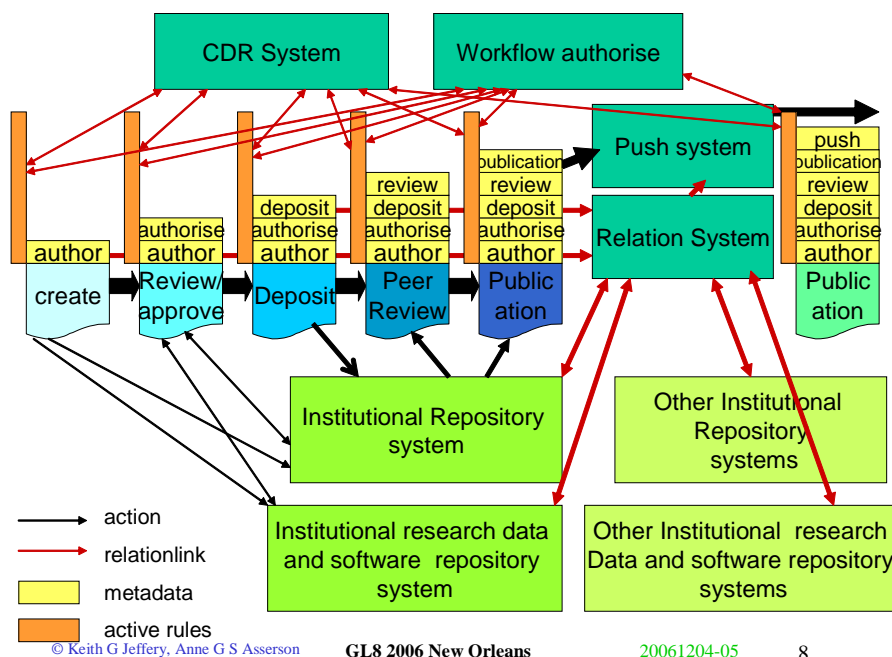 CDR System
Workflow authorise
Push system
Relation System
author
create
authorise
author
Review/
approve
deposit
authorise
author
Deposit
review
deposit
authorise
author
Peer
Review
publication
review
deposit
authorise
author
Public
ation
push
publication
review
deposit
authorise
author
Public
ation
Institutional Repository
system
Other Institutional
Repository
systems
Institutional research data
and software repository
system
Other Institutional research
Data and software repository
systems
action
relationlink
metadata
active rules
© Keith G Jeffery, Anne G S Asserson
GL8 2006 New Orleans
20061204-05
8